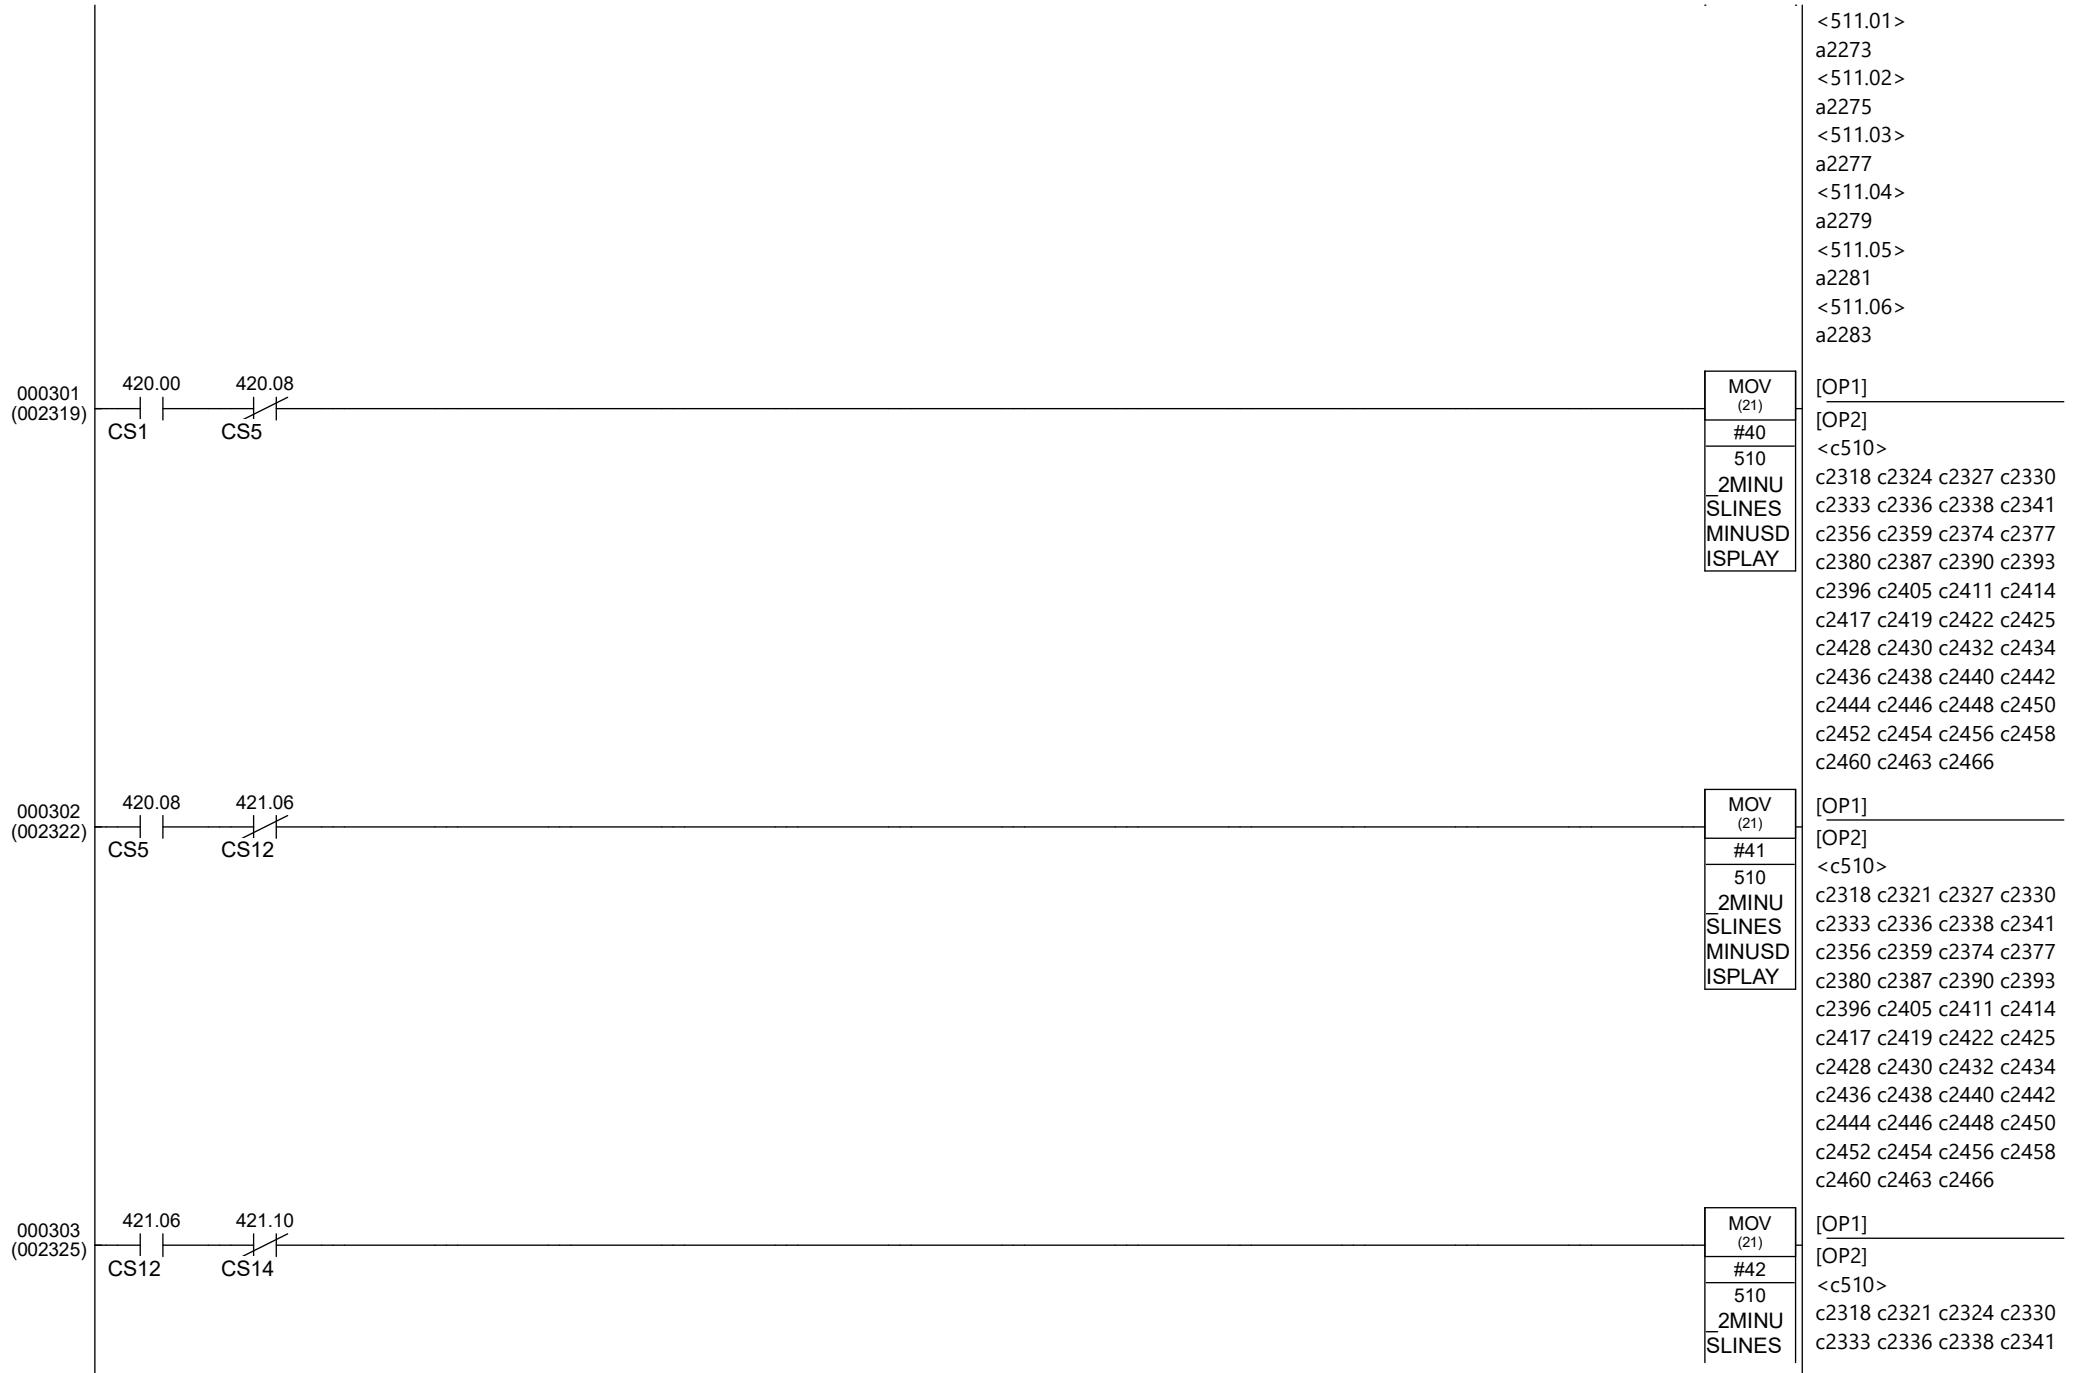 <511.01>
a2273
<511.02>
a2275
<511.03>
a2277
<511.04>
a2279
<511.05>
a2281
<511.06>
a2283
000301
(002319)
420.00 420.08
CS1 CS5
MOV
(21)
#40
510
_2MINU
SLINES
MINUSD
ISPLAY
[OP1]
[OP2]
<c510>
c2318 c2324 c2327 c2330
c2333 c2336 c2338 c2341
c2356 c2359 c2374 c2377
c2380 c2387 c2390 c2393
c2396 c2405 c2411 c2414
c2417 c2419 c2422 c2425
c2428 c2430 c2432 c2434
c2436 c2438 c2440 c2442
c2444 c2446 c2448 c2450
c2452 c2454 c2456 c2458
c2460 c2463 c2466
000302
(002322)
420.08 421.06
CS5 CS12
MOV
(21)
#41
510
_2MINU
SLINES
MINUSD
ISPLAY
[OP1]
[OP2]
<c510>
c2318 c2321 c2327 c2330
c2333 c2336 c2338 c2341
c2356 c2359 c2374 c2377
c2380 c2387 c2390 c2393
c2396 c2405 c2411 c2414
c2417 c2419 c2422 c2425
c2428 c2430 c2432 c2434
c2436 c2438 c2440 c2442
c2444 c2446 c2448 c2450
c2452 c2454 c2456 c2458
c2460 c2463 c2466
000303
(002325)
421.06 421.10
CS12 CS14
MOV
(21)
#42
510
_2MINU
SLINES
[OP1]
[OP2]
<c510>
c2318 c2321 c2324 c2330
c2333 c2336 c2338 c2341